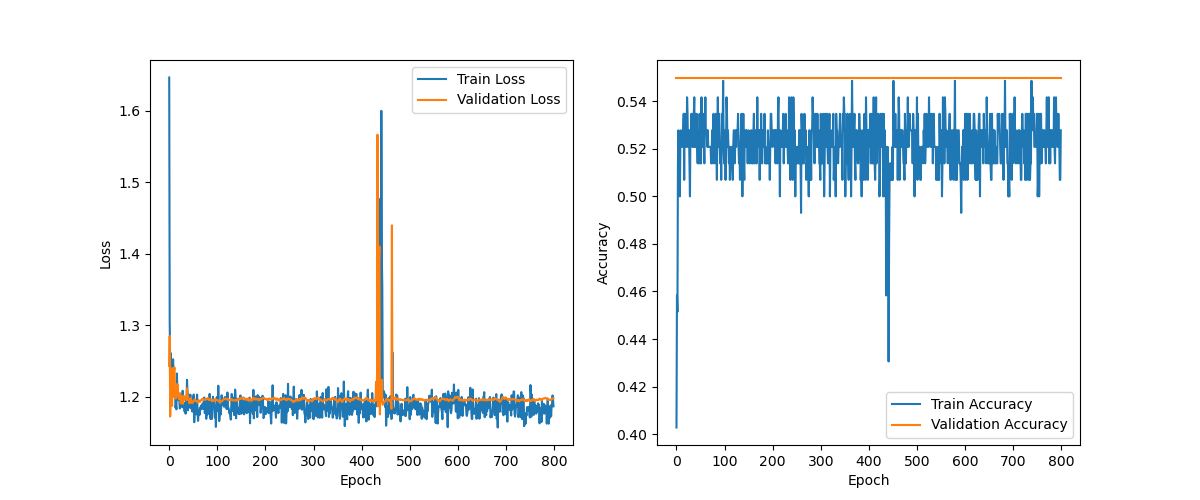 Train Loss
Validation Loss
1.6
1.5
1.4
1.3
1.2
Loss
0 100 200 300 400 500 600 700 800
Epoch
0.54
0.52
0.50
0.48
0.46
0.44
0.42
0.40
Accuracy
Train Accuracy
Validation Accuracy
0 100 200 300 400 500 600 700 800
Epoch